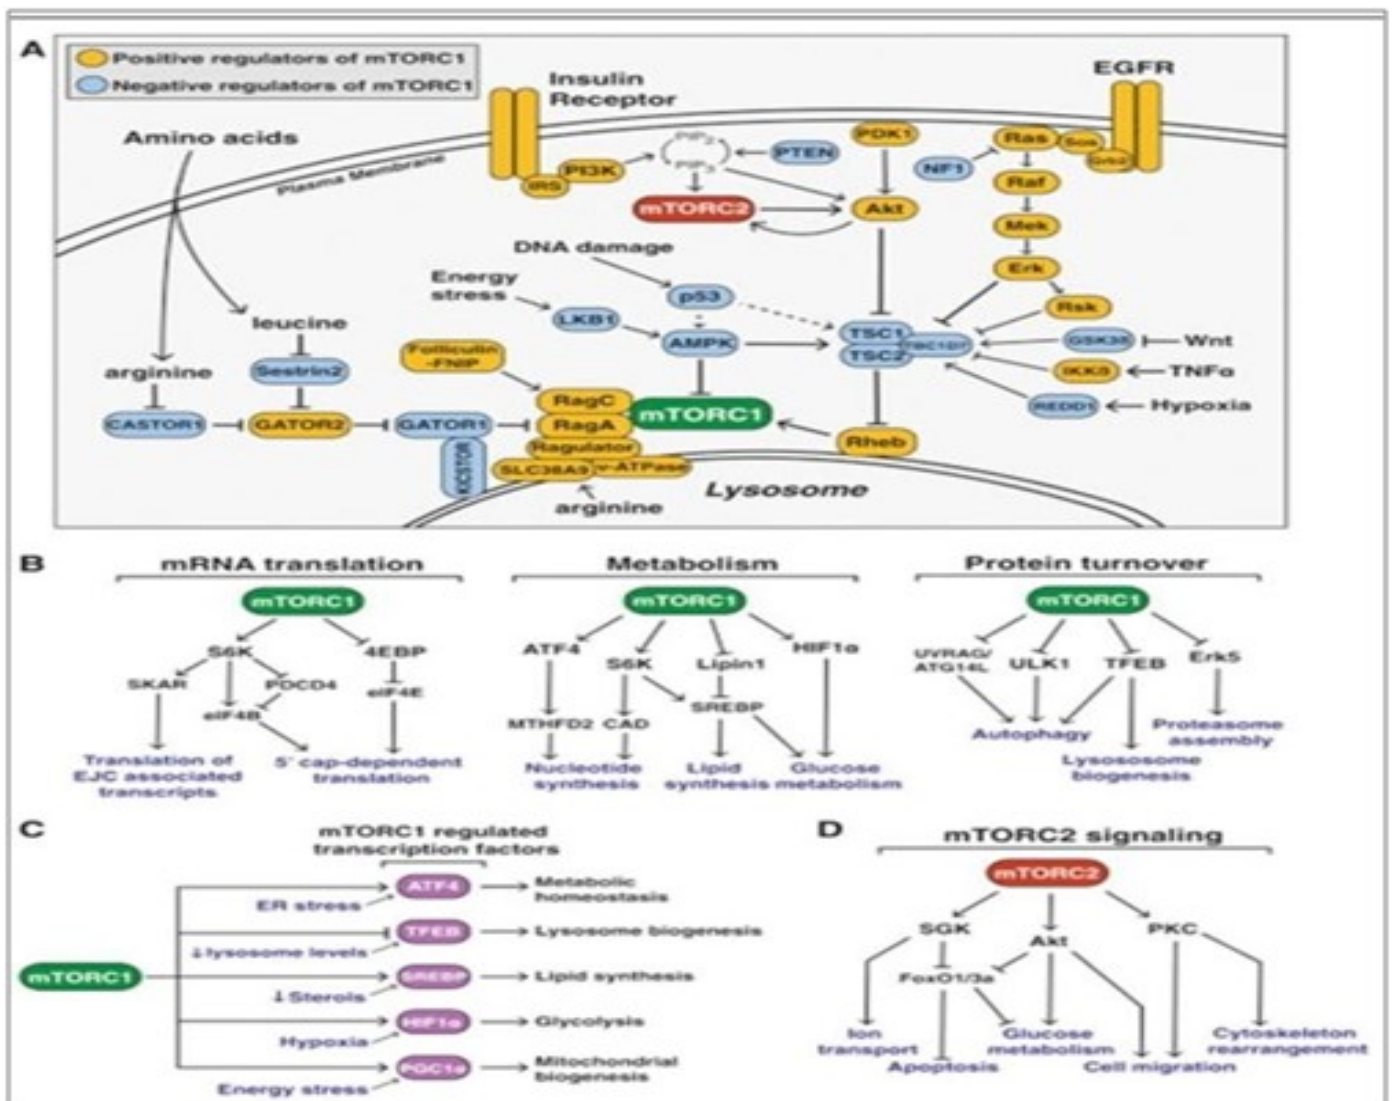 A
Positive regulators of mTORC1
Negative regulators of mTORC1
Insulin
Receptor
EGFR
Amino acids
Plasma Membrane
IRS
PI3K
PIP2
PIP3
PTEN
PDK1
NF1
Ras
Sos
Grb2
Raf
mTORC2
Akt
Mek
DNA damage
Erk
Energy
stress
p53
Rsk
LKB1
leucine
AMPK
TSC1
TSC2
Wnt
Folliculin
-FNIP
arginine
Sestrin2
TNFα
RagC
mTORC1
REDD1
Hypoxia
CASTOR1
GATOR2
GATOR1
RagA
Rheb
Ragulator
KICSTOR
SLC38A9
v-ATPase
Lysosome
arginine
B
mRNA translation
Metabolism
Protein turnover
mTORC1
mTORC1
mTORC1
S6K
4EBP
ATF4
S6K
Lipin1
HIF1α
UVRAG/
ATG14L
ULK1
TFEB
Erk5
SKAR
PDCD4
eIF4B
eIF4E
MTHFD2
CAD
SREBP
Translation of
EJC associated
transcripts
5' cap-dependent
translation
Nucleotide
synthesis
Lipid
synthesis
Glucose
metabolism
Autophagy
Lysososome
biogenesis
Proteasome
assembly
C
mTORC1 regulated
transcription factors
mTORC1
ATF4
Metabolic
homeostasis
ER stress
TFEB
Lysosome biogenesis
↓lysosome levels
SREBP
Lipid synthesis
↓ Sterols
HIF1α
Glycolysis
Hypoxia
PGC1α
Mitochondrial
biogenesis
Energy stress
D
mTORC2 signaling
mTORC2
SGK
Akt
PKC
FoxO1/3a
Ion
transport
Glucose
metabolism
Cytoskeleton
rearrangement
Apoptosis
Cell migration